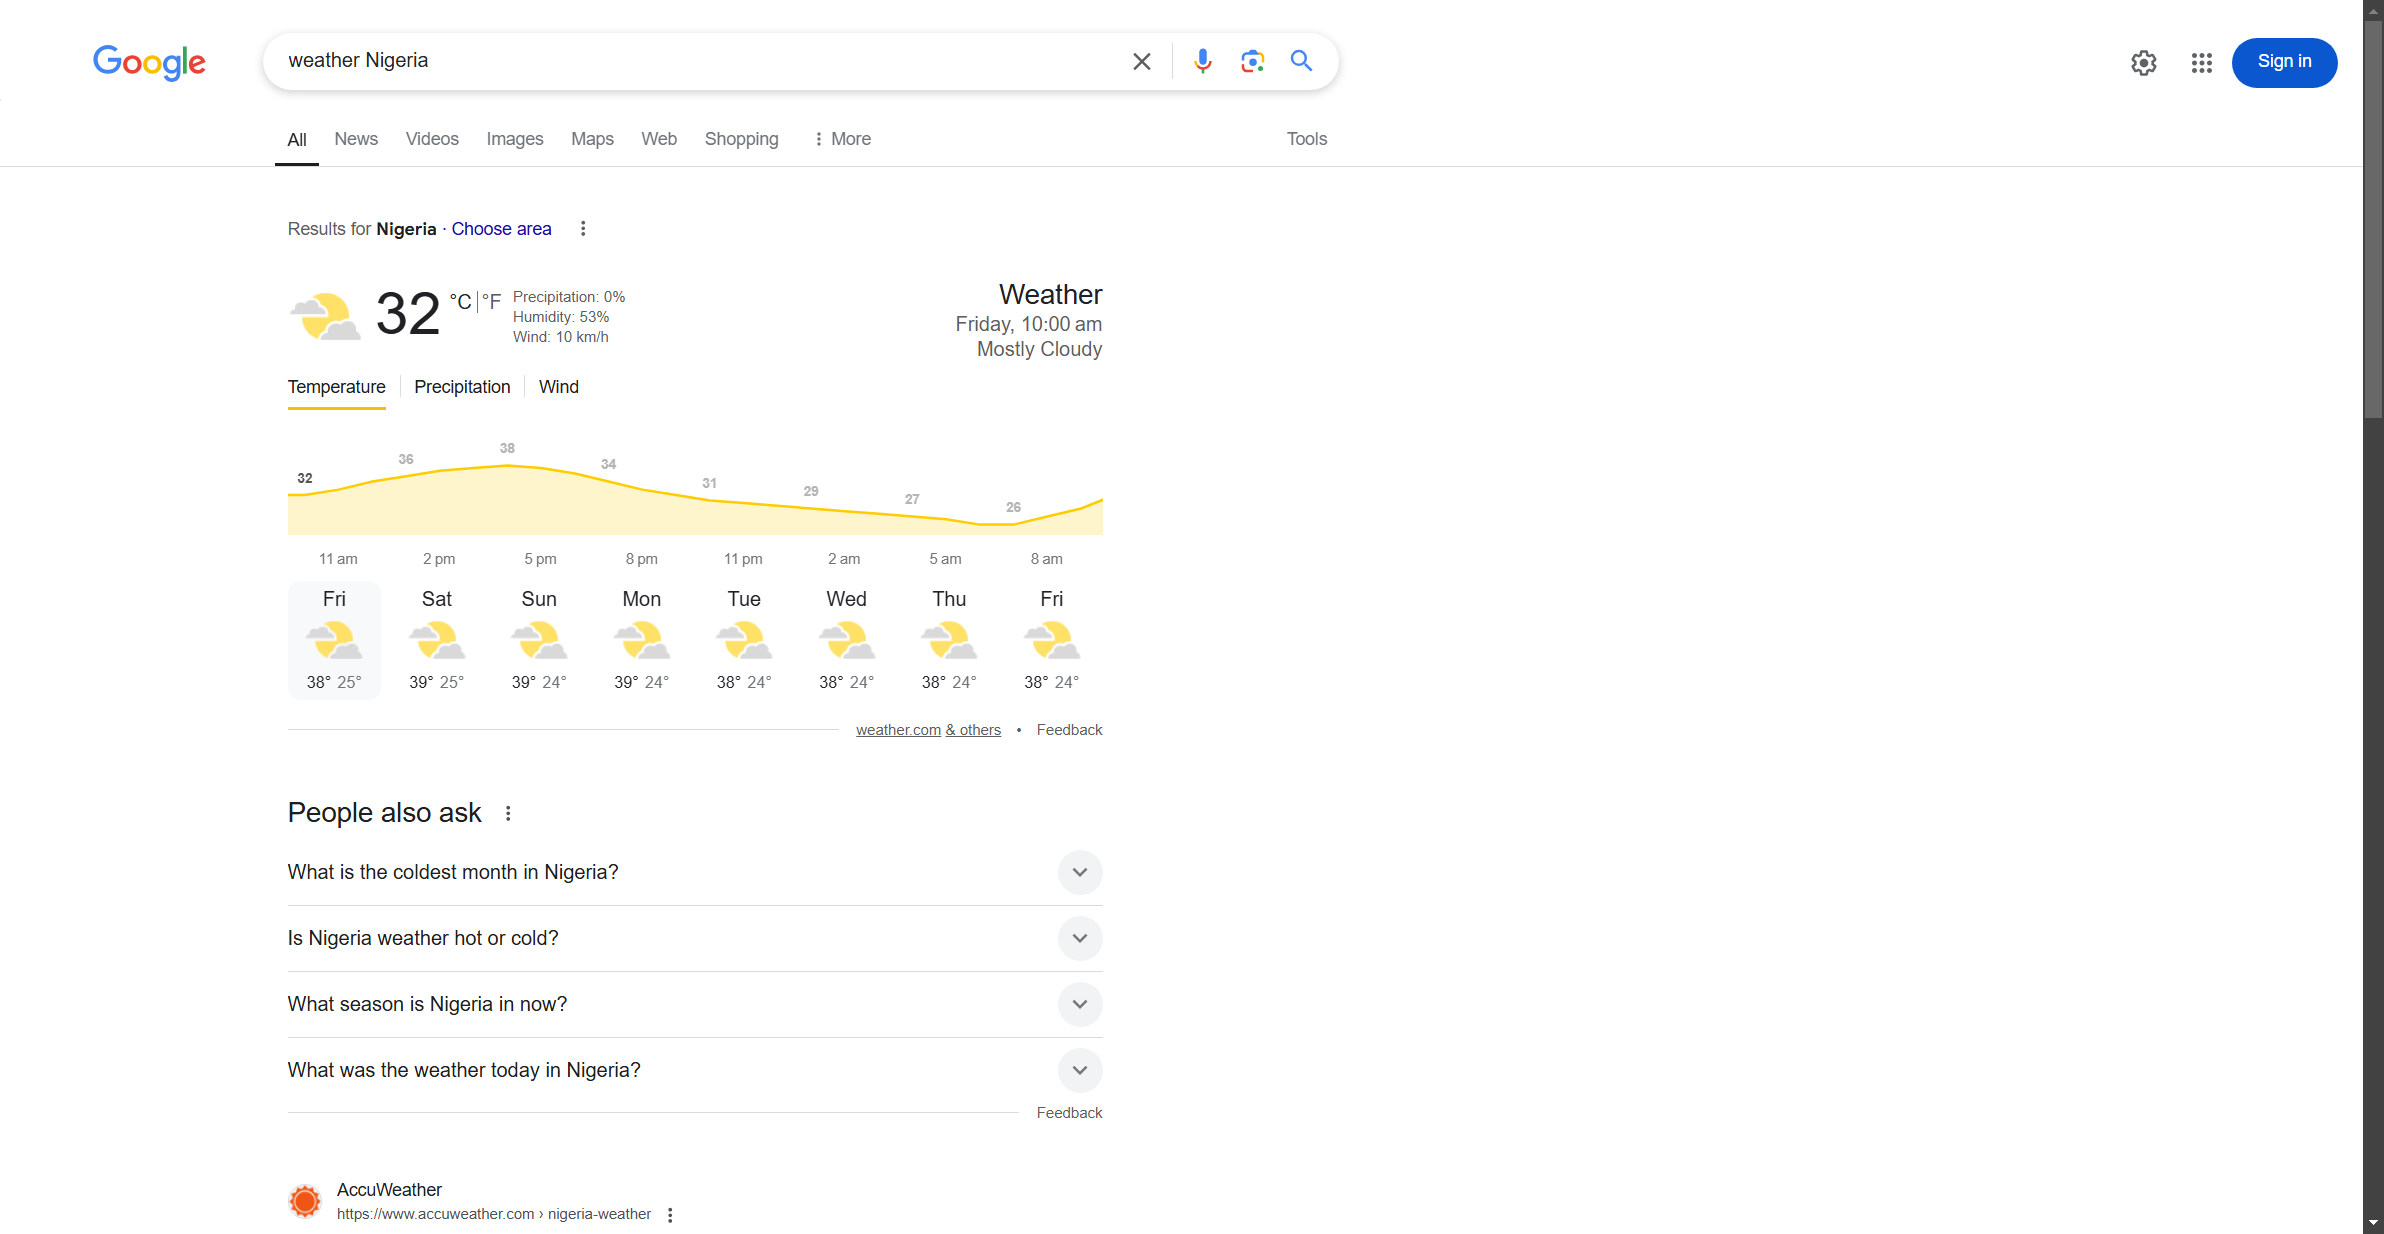 Google
weather Nigeria
Sign in
All News Videos Images Maps Web Shopping More Tools
Results for Nigeria · Choose area
32 °C | °F
Precipitation: 0%
Humidity: 53%
Wind: 10 km/h
Weather
Friday, 10:00 am
Mostly Cloudy
Temperature Precipitation Wind
32 36 38 34 31 29 27 26
11 am 2 pm 5 pm 8 pm 11 pm 2 am 5 am 8 am
Fri Sat Sun Mon Tue Wed Thu Fri
38° 25° 39° 25° 39° 24° 39° 24° 38° 24° 38° 24° 38° 24° 38° 24°
weather.com & others • Feedback
People also ask
What is the coldest month in Nigeria?
Is Nigeria weather hot or cold?
What season is Nigeria in now?
What was the weather today in Nigeria?
Feedback
AccuWeather
https://www.accuweather.com › nigeria-weather